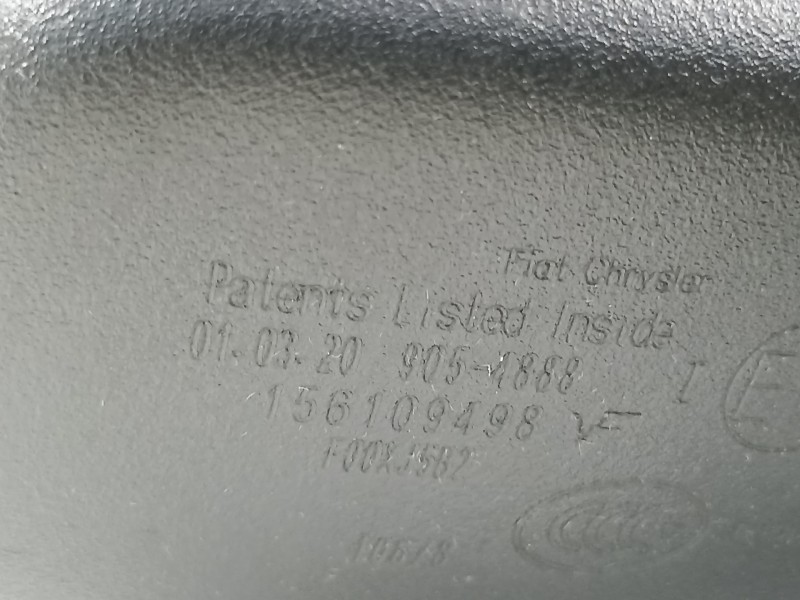 Fiat Chrysler
Patents Listed Inside
01.03.20 905-4888
156109498
F00XJ582